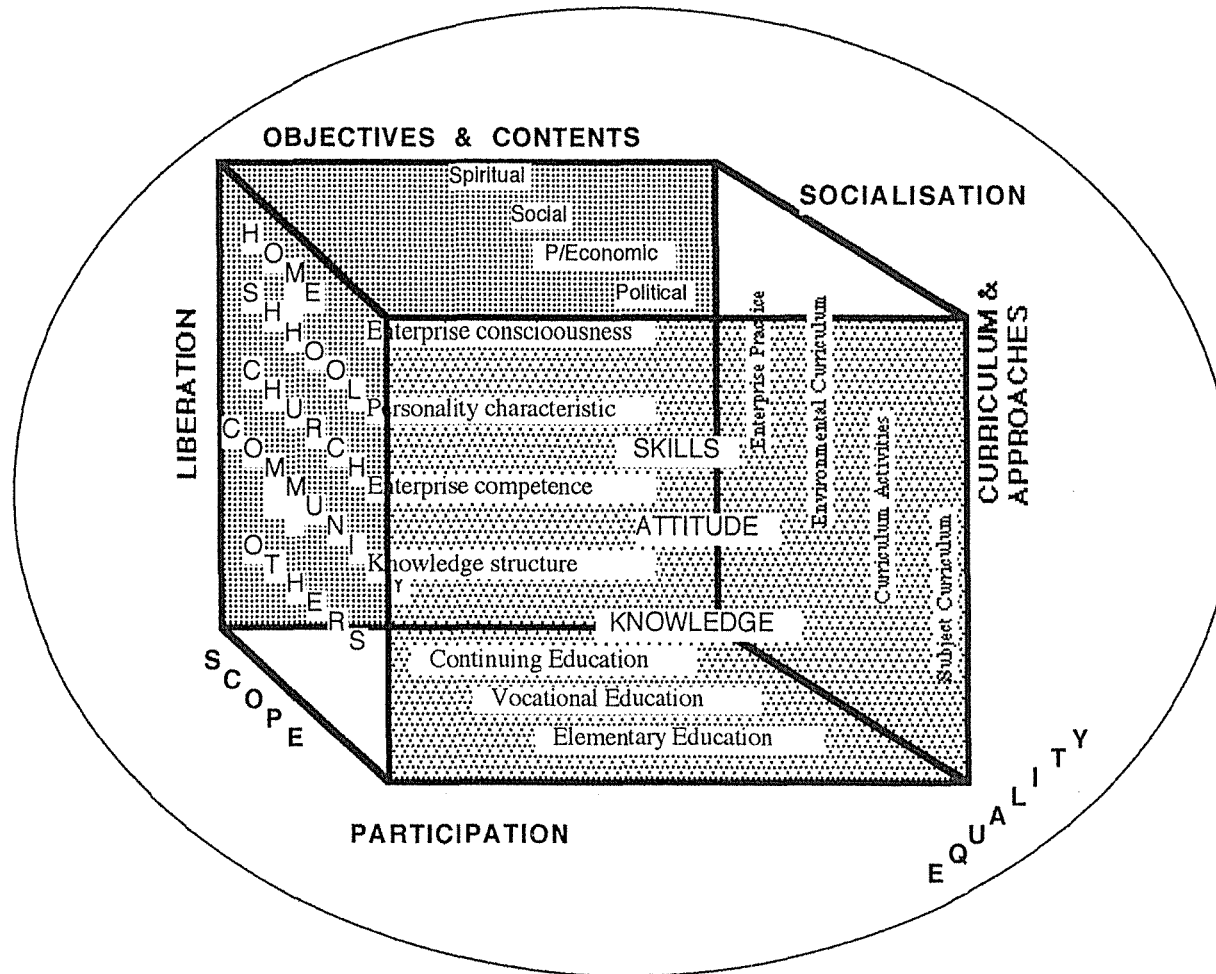 OBJECTIVES & CONTENTS
Spiritual
Social
P/Economic
Political
SOCIALISATION
LIBERATION
HOME
SHHOOL
CHURCH
COMMUNI Y
OTHERS
Enterprise conscioousness
Personality characteristic
Enterprise competence
Knowledge structure
SKILLS
ATTITUDE
KNOWLEDGE
Enterprise Practice
Environmental Curriculum
Curriculum Activities
Subject Curriculum
CURRICULUM &
APPROACHES
Continuing Education
Vocational Education
Elementary Education
SCOPE
PARTICIPATION
EQUALITY